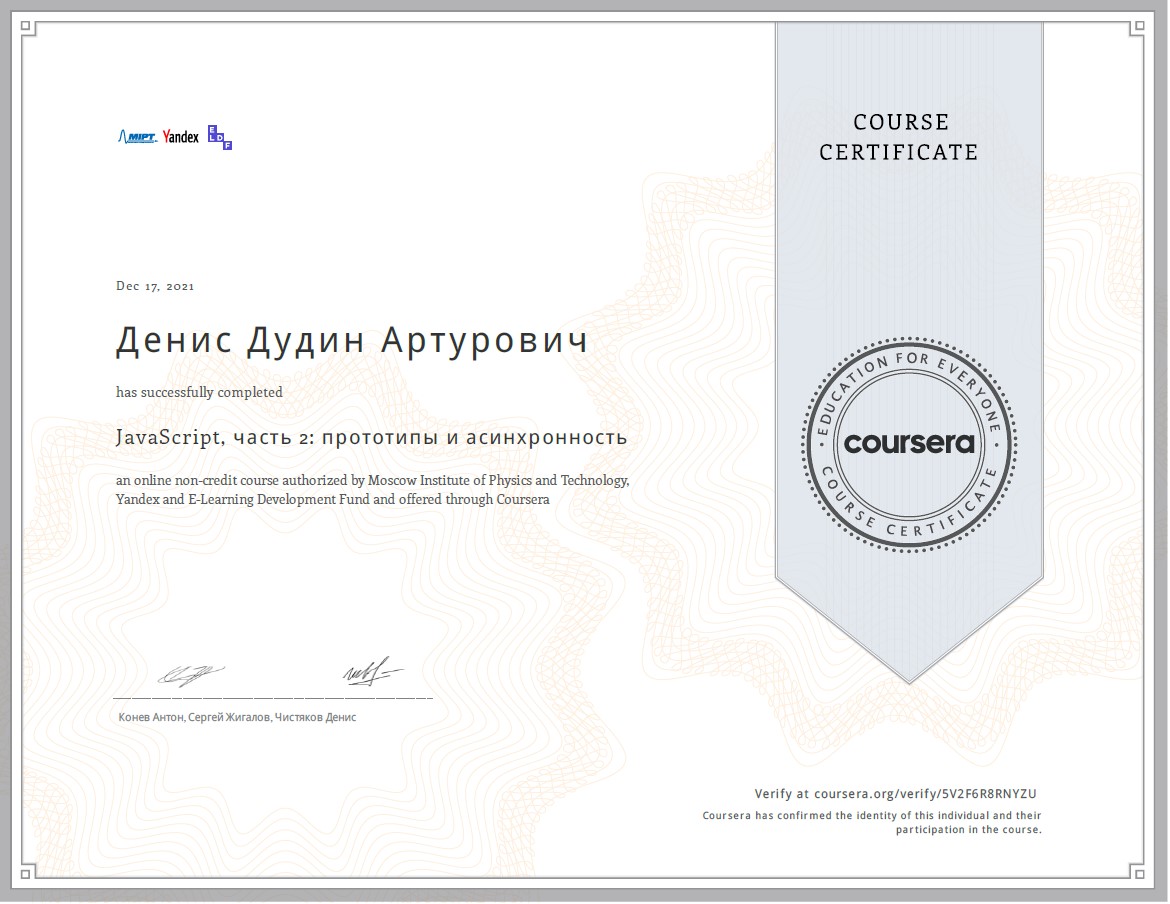 MIPT Yandex ELDF
COURSE
CERTIFICATE
Dec 17, 2021
Денис Дудин Артурович
has successfully completed
JavaScript, часть 2: прототипы и асинхронность
an online non-credit course authorized by Moscow Institute of Physics and Technology,
Yandex and E-Learning Development Fund and offered through Coursera
EDUCATION FOR EVERYONE
coursera
COURSE CERTIFICATE
Конев Антон, Сергей Жигалов, Чистяков Денис
Verify at coursera.org/verify/5V2F6R8RNYZU
Coursera has confirmed the identity of this individual and their
participation in the course.